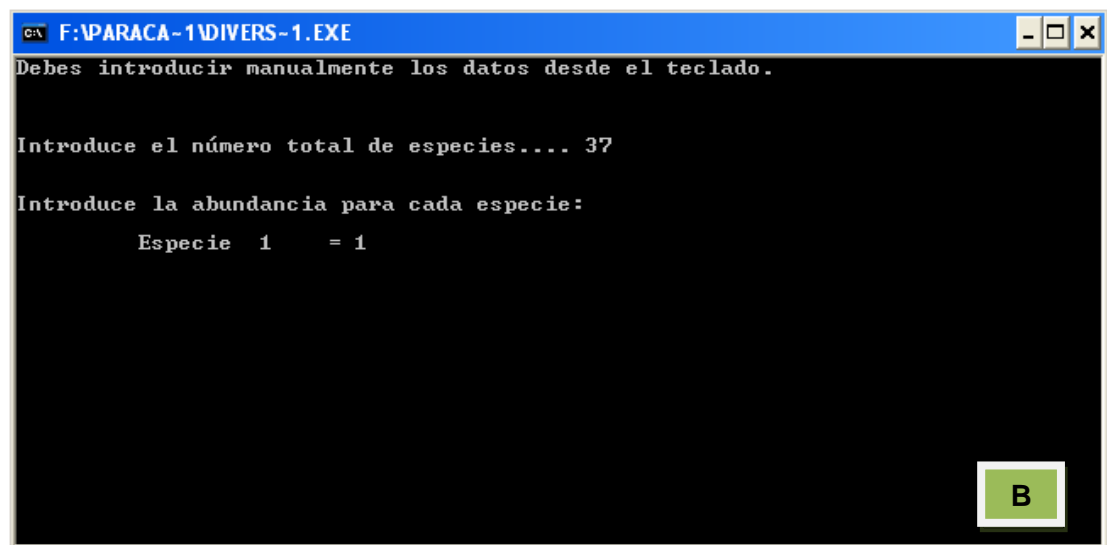 F:\PARACA~1\DIVERS~1.EXE
Debes introducir manualmente los datos desde el teclado.
Introduce el número total de especies.... 37
Introduce la abundancia para cada especie:
Especie 1 = 1
B